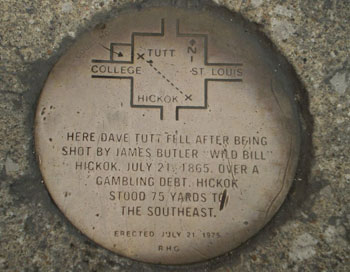 TUTT
N
COLLEGE ST. LOUIS
HICKOK
HERE DAVE TUTT FELL AFTER BEING
SHOT BY JAMES BUTLER "WILD BILL"
HICKOK. JULY 21, 1865, OVER A
GAMBLING DEBT. HICKOK
STOOD 75 YARDS TO
THE SOUTHEAST.
ERECTED JULY 21, 1975
R.H.G.